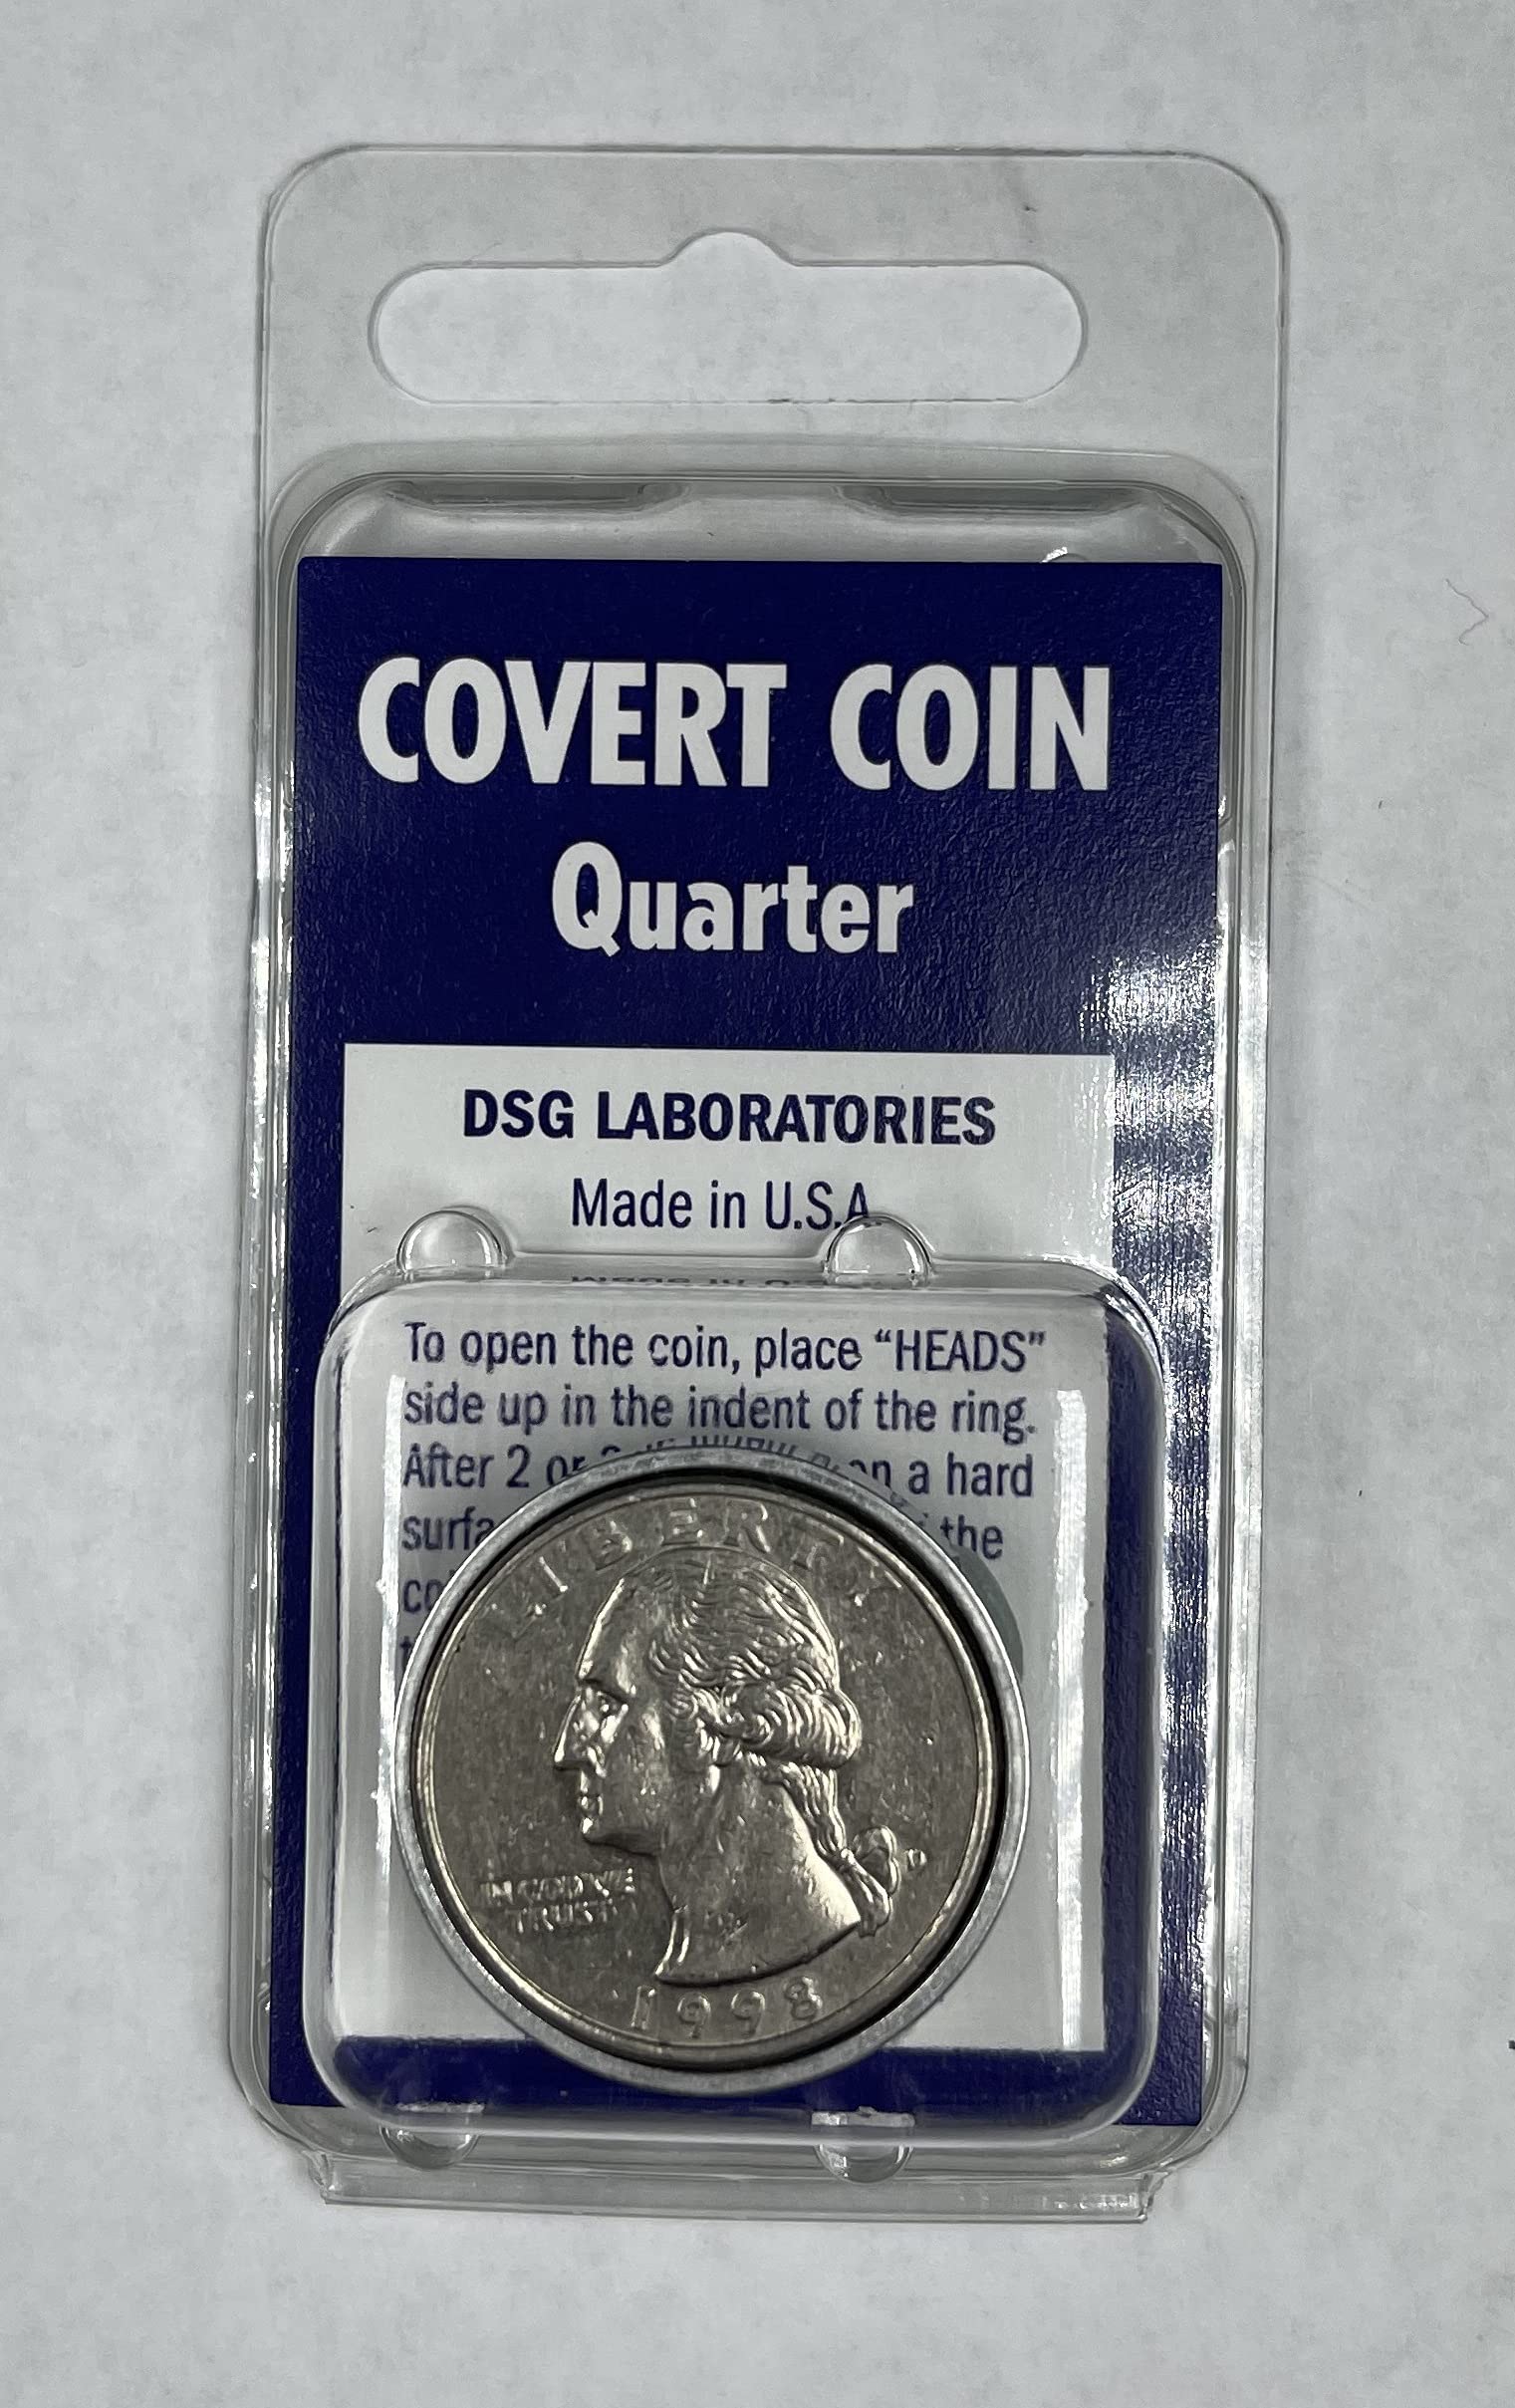 COVERT COIN
Quarter
DSG LABORATORIES
Made in U.S.A.
To open the coin, place “HEADS”
side up in the indent of the ring.
After 2 or on a hard
the
LIBERTY
IN GOD WE
TRUST
1998